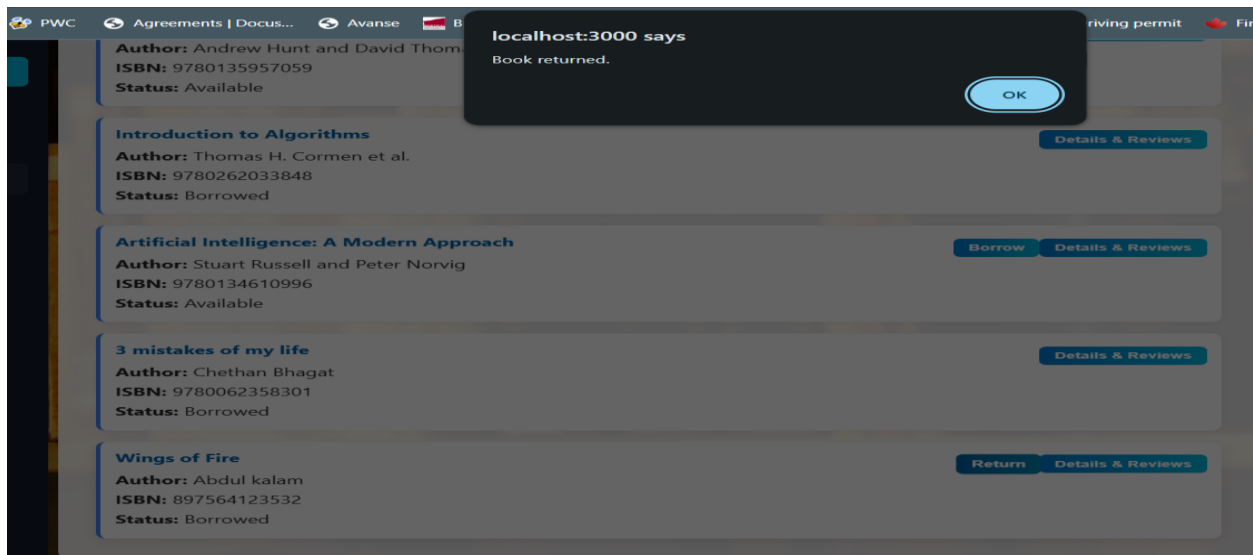 PWC Agreements | Docus... Avanse B riving permit Fir
localhost:3000 says
Book returned.
OK
Author: Andrew Hunt and David Thom
ISBN: 9780135957059
Status: Available
Introduction to Algorithms
Details & Reviews
Author: Thomas H. Cormen et al.
ISBN: 9780262033848
Status: Borrowed
Artificial Intelligence: A Modern Approach
Borrow Details & Reviews
Author: Stuart Russell and Peter Norvig
ISBN: 9780134610996
Status: Available
3 mistakes of my life
Details & Reviews
Author: Chethan Bhagat
ISBN: 9780062358301
Status: Borrowed
Wings of Fire
Return Details & Reviews
Author: Abdul kalam
ISBN: 897564123532
Status: Borrowed